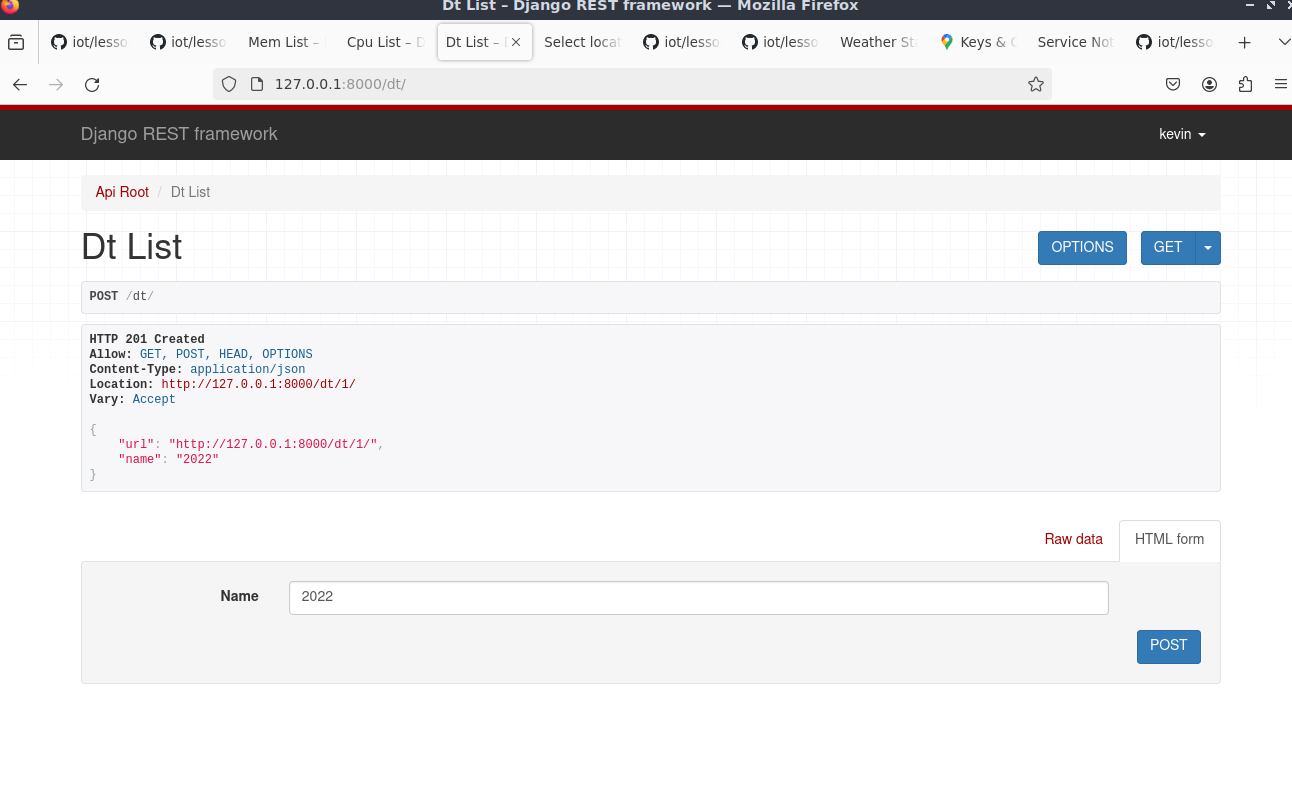 Dt List – Django REST framework — Mozilla Firefox
iot/lesso iot/lesso Mem List – Cpu List – D Dt List – Select locat iot/lesso iot/lesso Weather Sta Keys & C Service Not iot/lesso
127.0.0.1:8000/dt/
Django REST framework kevin
Api Root / Dt List
Dt List OPTIONS GET
POST /dt/
HTTP 201 Created
Allow: GET, POST, HEAD, OPTIONS
Content-Type: application/json
Location: http://127.0.0.1:8000/dt/1/
Vary: Accept
{
"url": "http://127.0.0.1:8000/dt/1/",
"name": "2022"
}
Raw data HTML form
Name 2022
POST